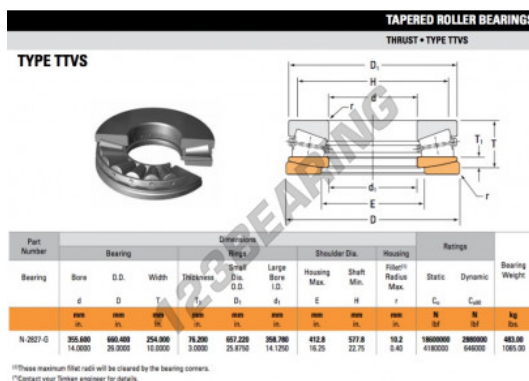 TAPERED ROLLER BEARINGS
THRUST • TYPE TTVS
TYPE TTVS
D₁
H
d
r
T₁
T
d₁
E
r
D
123BEARING
Part Number
Dimensions
Ratings
Bearing Weight
Bearing
Rings
Shoulder Dia.
Housing
Bearing
Bore
O.D.
Width
Thickness
Small Dia. O.D.
Large Bore I.D.
Housing Max.
Shaft Min.
Fillet⁽¹⁾ Radius Max.
Static
Dynamic
d D T T₁ D₁ d₁ E H r
mm mm mm mm mm mm mm mm mm N N kg
in. in. in. in. in. in. in. in. in. lbf lbf lbs.
N-2827-G 355.600 660.400 254.000 76.200 657.220 358.780 412.8 577.8 10.2 18600000 2880000 483.00
14.0000 26.0000 10.0000 3.0000 25.8750 14.1250 16.25 22.75 0.40 4180000 646000 1065.00
⁽¹⁾These maximum fillet radii will be cleared by the bearing corners.
Contact your Timken engineer for details.